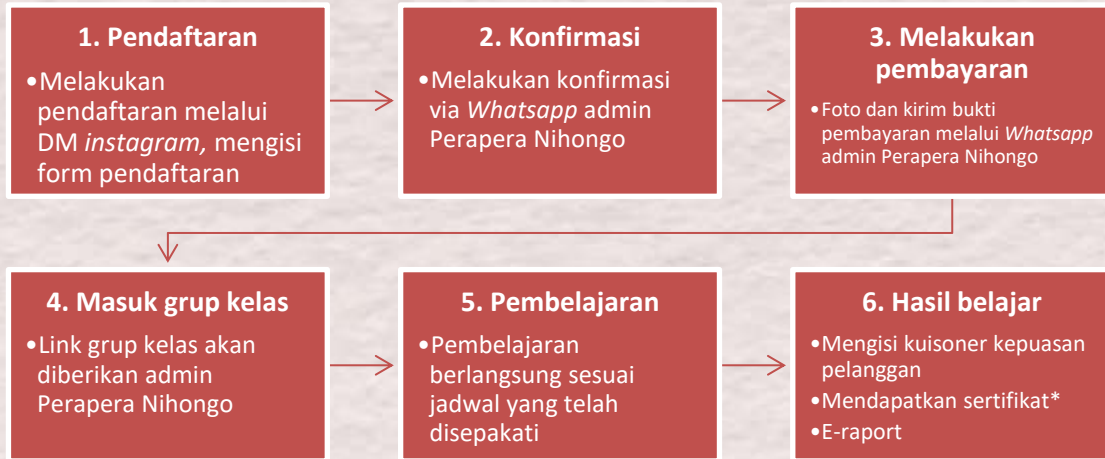 1. Pendaftaran
•Melakukan
pendaftaran melalui
DM instagram, mengisi
form pendaftaran
2. Konfirmasi
•Melakukan konfirmasi
via Whatsapp admin
Perapera Nihongo
3. Melakukan
pembayaran
•Foto dan kirim bukti
pembayaran melalui Whatsapp
admin Perapera Nihongo
4. Masuk grup kelas
•Link grup kelas akan
diberikan admin
Perapera Nihongo
5. Pembelajaran
•Pembelajaran
berlangsung sesuai
jadwal yang telah
disepakati
6. Hasil belajar
•Mengisi kuisoner kepuasan
pelanggan
•Mendapatkan sertifikat*
•E-raport